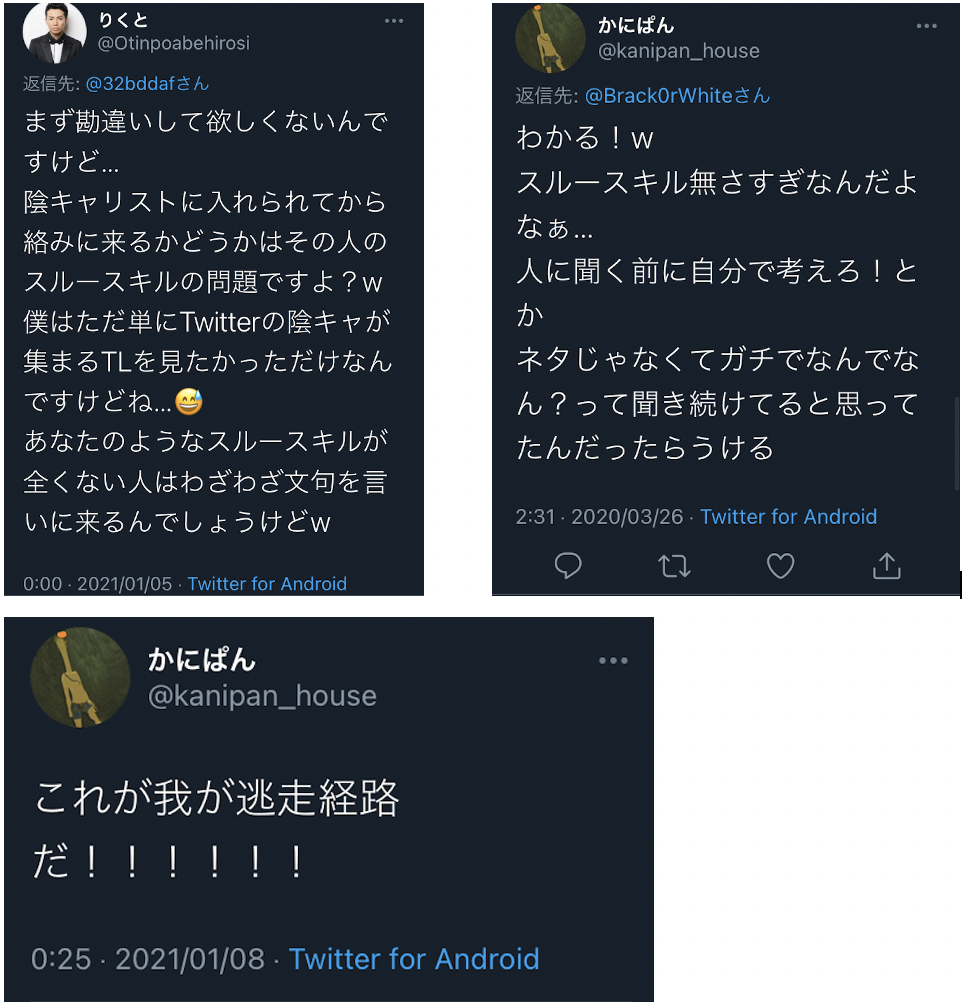 りくと
@Otinpoabehirosi
返信先: @32bddafさん
まず勘違いして欲しくないんで
すけど...
陰キャリストに入れられてから
絡みに来るかどうかはその人の
スルースキルの問題ですよ？w
僕はただ単にTwitterの陰キャが
集まるTLを見たかっただけなん
ですけどね...😅
あなたのようなスルースキルが
全くない人はわざわざ文句を言
いに来るんでしょうけどw
0:00 · 2021/01/05 · Twitter for Android
かにぱん
@kanipan_house
返信先: @Brack0rWhiteさん
わかる！w
スルースキル無さすぎなんだよ
なぁ...
人に聞く前に自分で考えろ！と
か
ネタじゃなくてガチでなんでな
ん？って聞き続けてると思って
たんだったらうける
2:31 · 2020/03/26 · Twitter for Android
かにぱん
@kanipan_house
これが我が逃走経路
だ！！！！！！
0:25 · 2021/01/08 · Twitter for Android